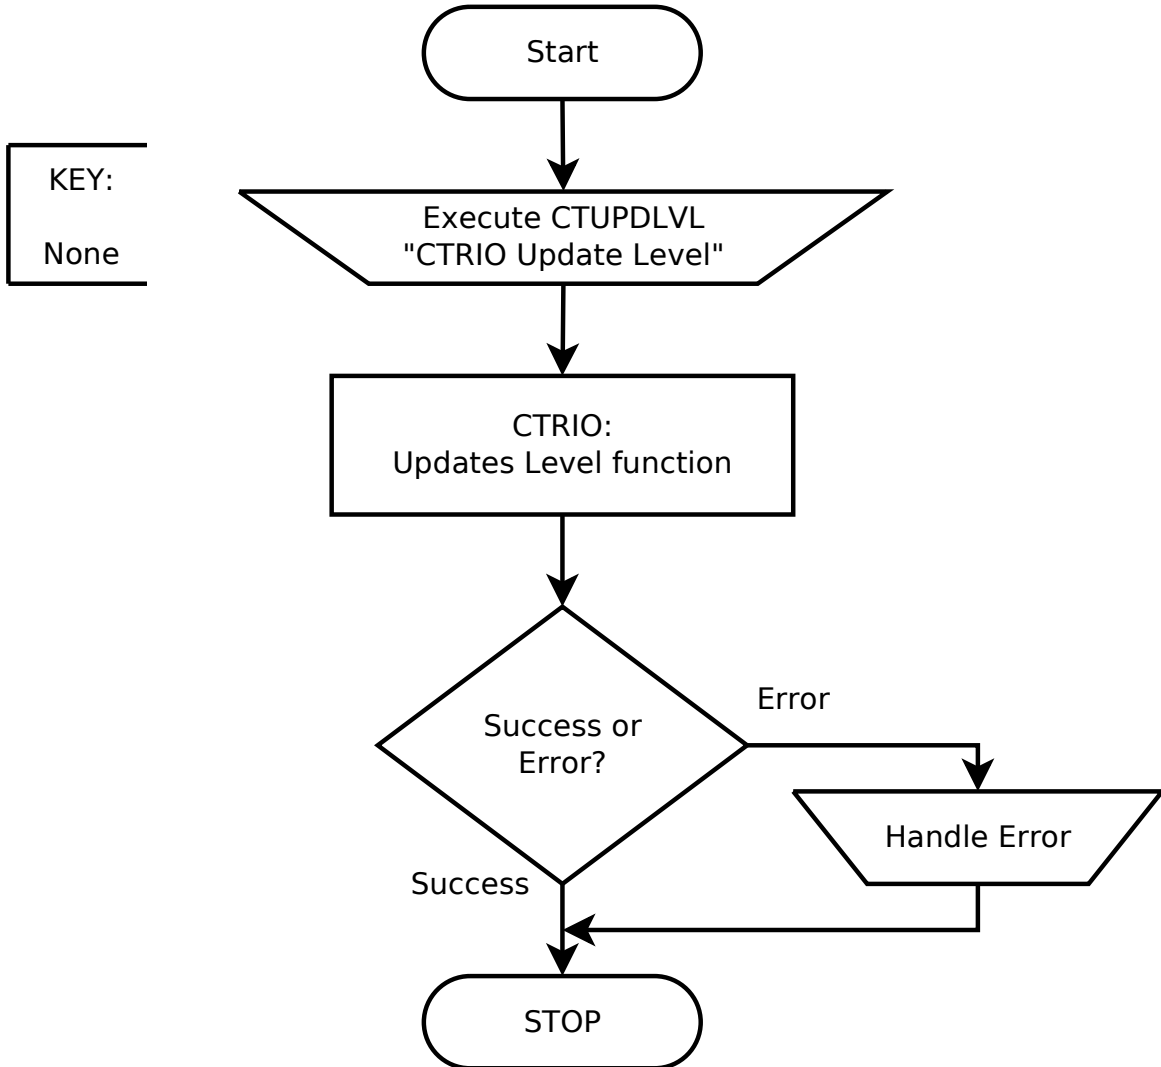 Start
KEY:
None
Execute CTUPDLVL
"CTRIO Update Level"
CTRIO:
Updates Level function
Success or
Error?
Error
Handle Error
Success
STOP